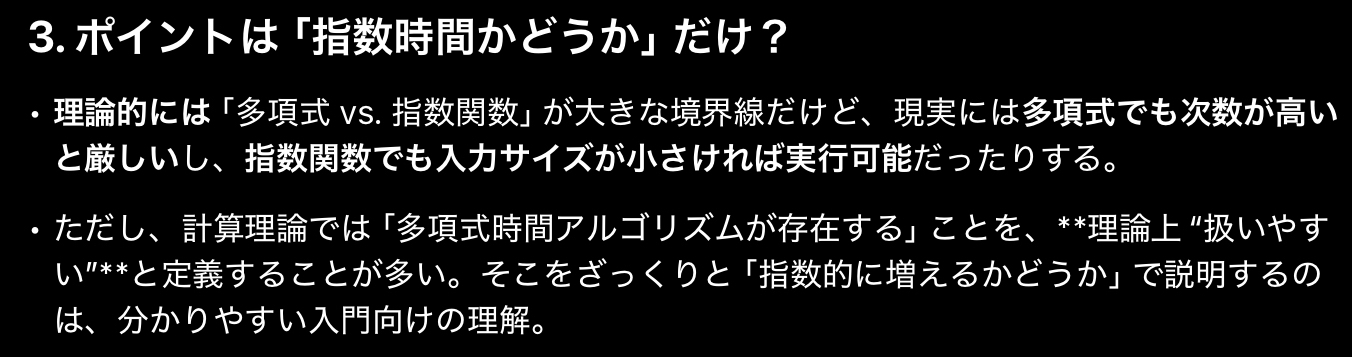 3. ポイントは「指数時間かどうか」だけ？
• 理論的には「多項式 vs. 指数関数」が大きな境界線だけど、現実には多項式でも次数が高い
と厳しいし、指数関数でも入力サイズが小さければ実行可能だったりする。
• ただし、計算理論では「多項式時間アルゴリズムが存在する」ことを、**理論上 “扱いやす
い”**と定義することが多い。そこをざっくりと「指数的に増えるかどうか」で説明するの
は、分かりやすい入門向けの理解。